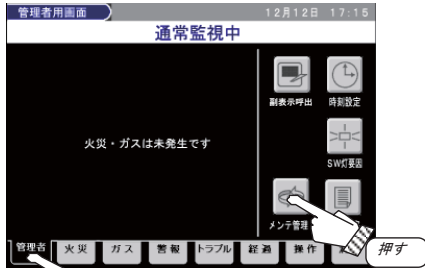 管理者用画面
12月12日 17:15
通常監視中
副表示呼出
時刻設定
火災・ガスは未発生です
SW灯要因
メンテ管理
押す
管理者
火災
ガス
警報
トラブル
経過
操作